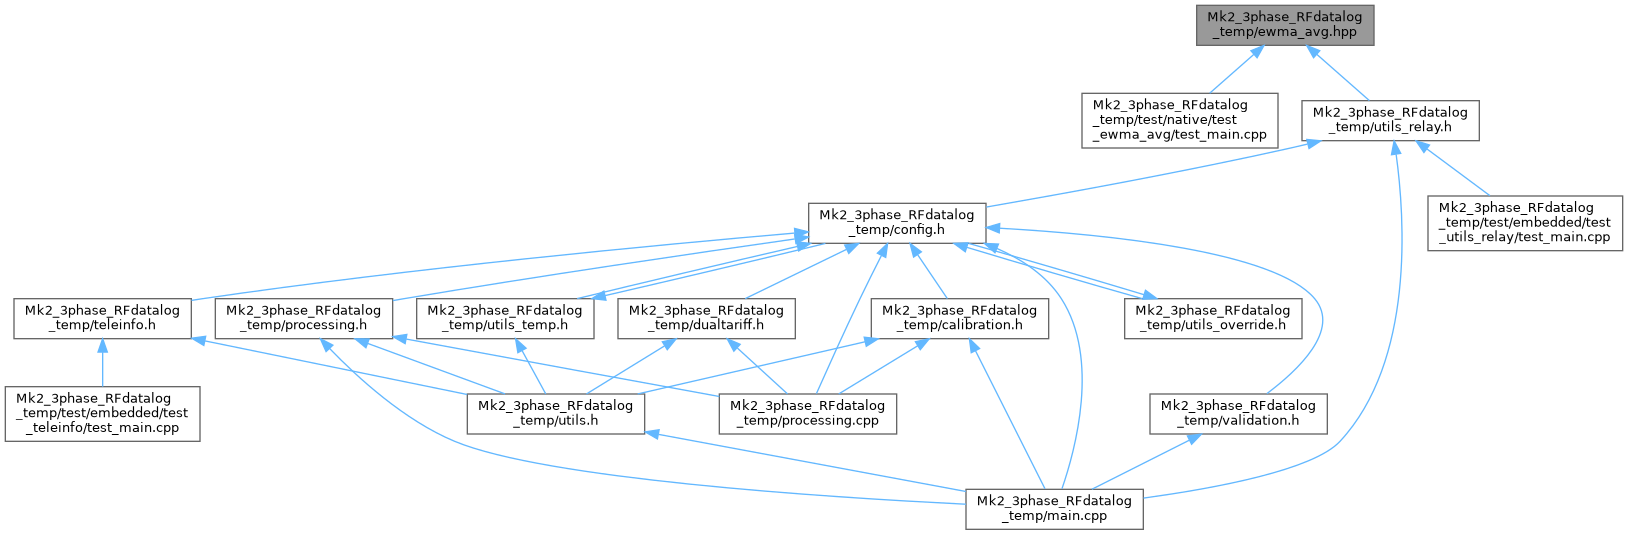 Mk2_3phase_RFdatalog
_temp/ewma_avg.hpp
Mk2_3phase_RFdatalog
_temp/test/native/test
_ewma_avg/test_main.cpp
Mk2_3phase_RFdatalog
_temp/utils_relay.h
Mk2_3phase_RFdatalog
_temp/config.h
Mk2_3phase_RFdatalog
_temp/test/embedded/test
_utils_relay/test_main.cpp
Mk2_3phase_RFdatalog
_temp/teleinfo.h
Mk2_3phase_RFdatalog
_temp/processing.h
Mk2_3phase_RFdatalog
_temp/utils_temp.h
Mk2_3phase_RFdatalog
_temp/dualtariff.h
Mk2_3phase_RFdatalog
_temp/calibration.h
Mk2_3phase_RFdatalog
_temp/utils_override.h
Mk2_3phase_RFdatalog
_temp/test/embedded/test
_teleinfo/test_main.cpp
Mk2_3phase_RFdatalog
_temp/utils.h
Mk2_3phase_RFdatalog
_temp/processing.cpp
Mk2_3phase_RFdatalog
_temp/validation.h
Mk2_3phase_RFdatalog
_temp/main.cpp